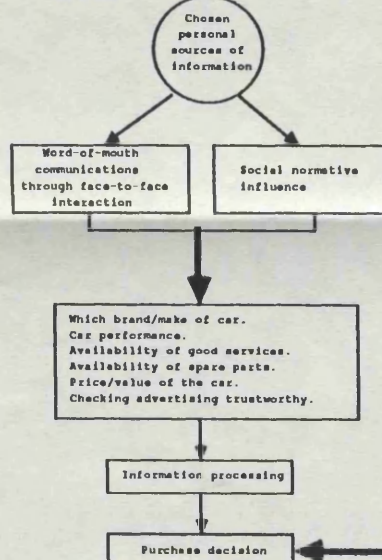 Chosen
personal
sources of
information
Word-of-mouth
communications
through face-to-face
interaction
Social normative
influence
Which brand/make of car.
Car performance.
Availability of good services.
Availability of spare parts.
Price/value of the car.
Checking advertising trustworthy.
Information processing
Purchase decision